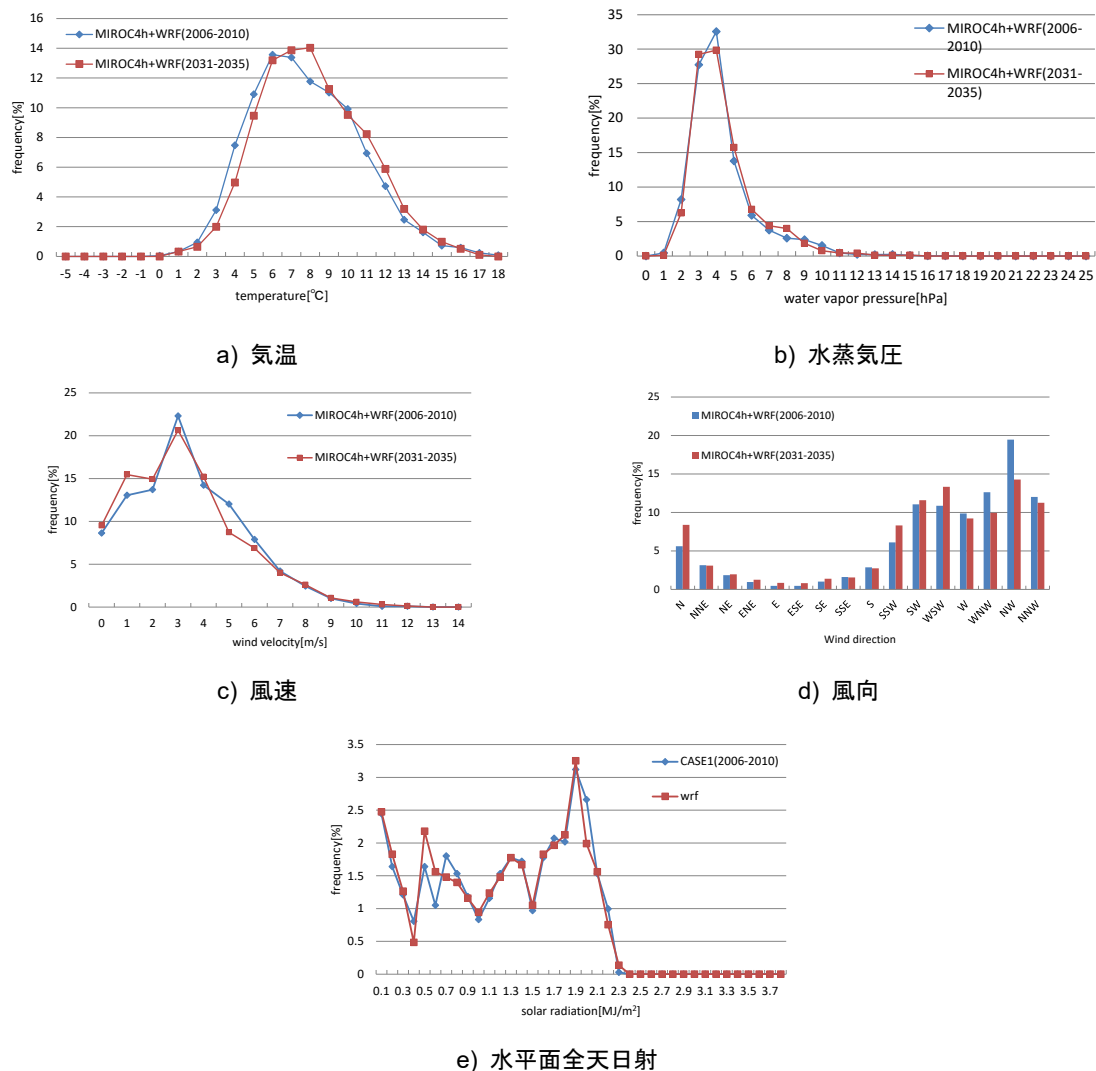 16
14
12
10
8
6
4
2
0
frequency[%]
MIROC4h+WRF(2006-2010)
MIROC4h+WRF(2031-2035)
-5 -4 -3 -2 -1 0 1 2 3 4 5 6 7 8 9 10 11 12 13 14 15 16 17 18
temperature[℃]
a) 気温
35
30
25
20
15
10
5
0
frequency[%]
MIROC4h+WRF(2006-
2010)
MIROC4h+WRF(2031-
2035)
0 1 2 3 4 5 6 7 8 9 10 11 12 13 14 15 16 17 18 19 20 21 22 23 24 25
water vapor pressure[hPa]
b) 水蒸気圧
25
20
15
10
5
0
frequency[%]
MIROC4h+WRF(2006-2010)
MIROC4h+WRF(2031-2035)
0 1 2 3 4 5 6 7 8 9 10 11 12 13 14
wind velocity[m/s]
c) 風速
25
20
15
10
5
0
frequency[%]
MIROC4h+WRF(2006-2010)
MIROC4h+WRF(2031-2035)
N NNE NE ENE E ESE SE SSE S SSW SW WSW W WNW NW NNW
Wind direction
d) 風向
3.5
3
2.5
2
1.5
1
0.5
0
frequency[%]
CASE1(2006-2010)
wrf
0.1 0.3 0.5 0.7 0.9 1.1 1.3 1.5 1.7 1.9 2.1 2.3 2.5 2.7 2.9 3.1 3.3 3.5 3.7
solar radiation[MJ/m²]
e) 水平面全天日射